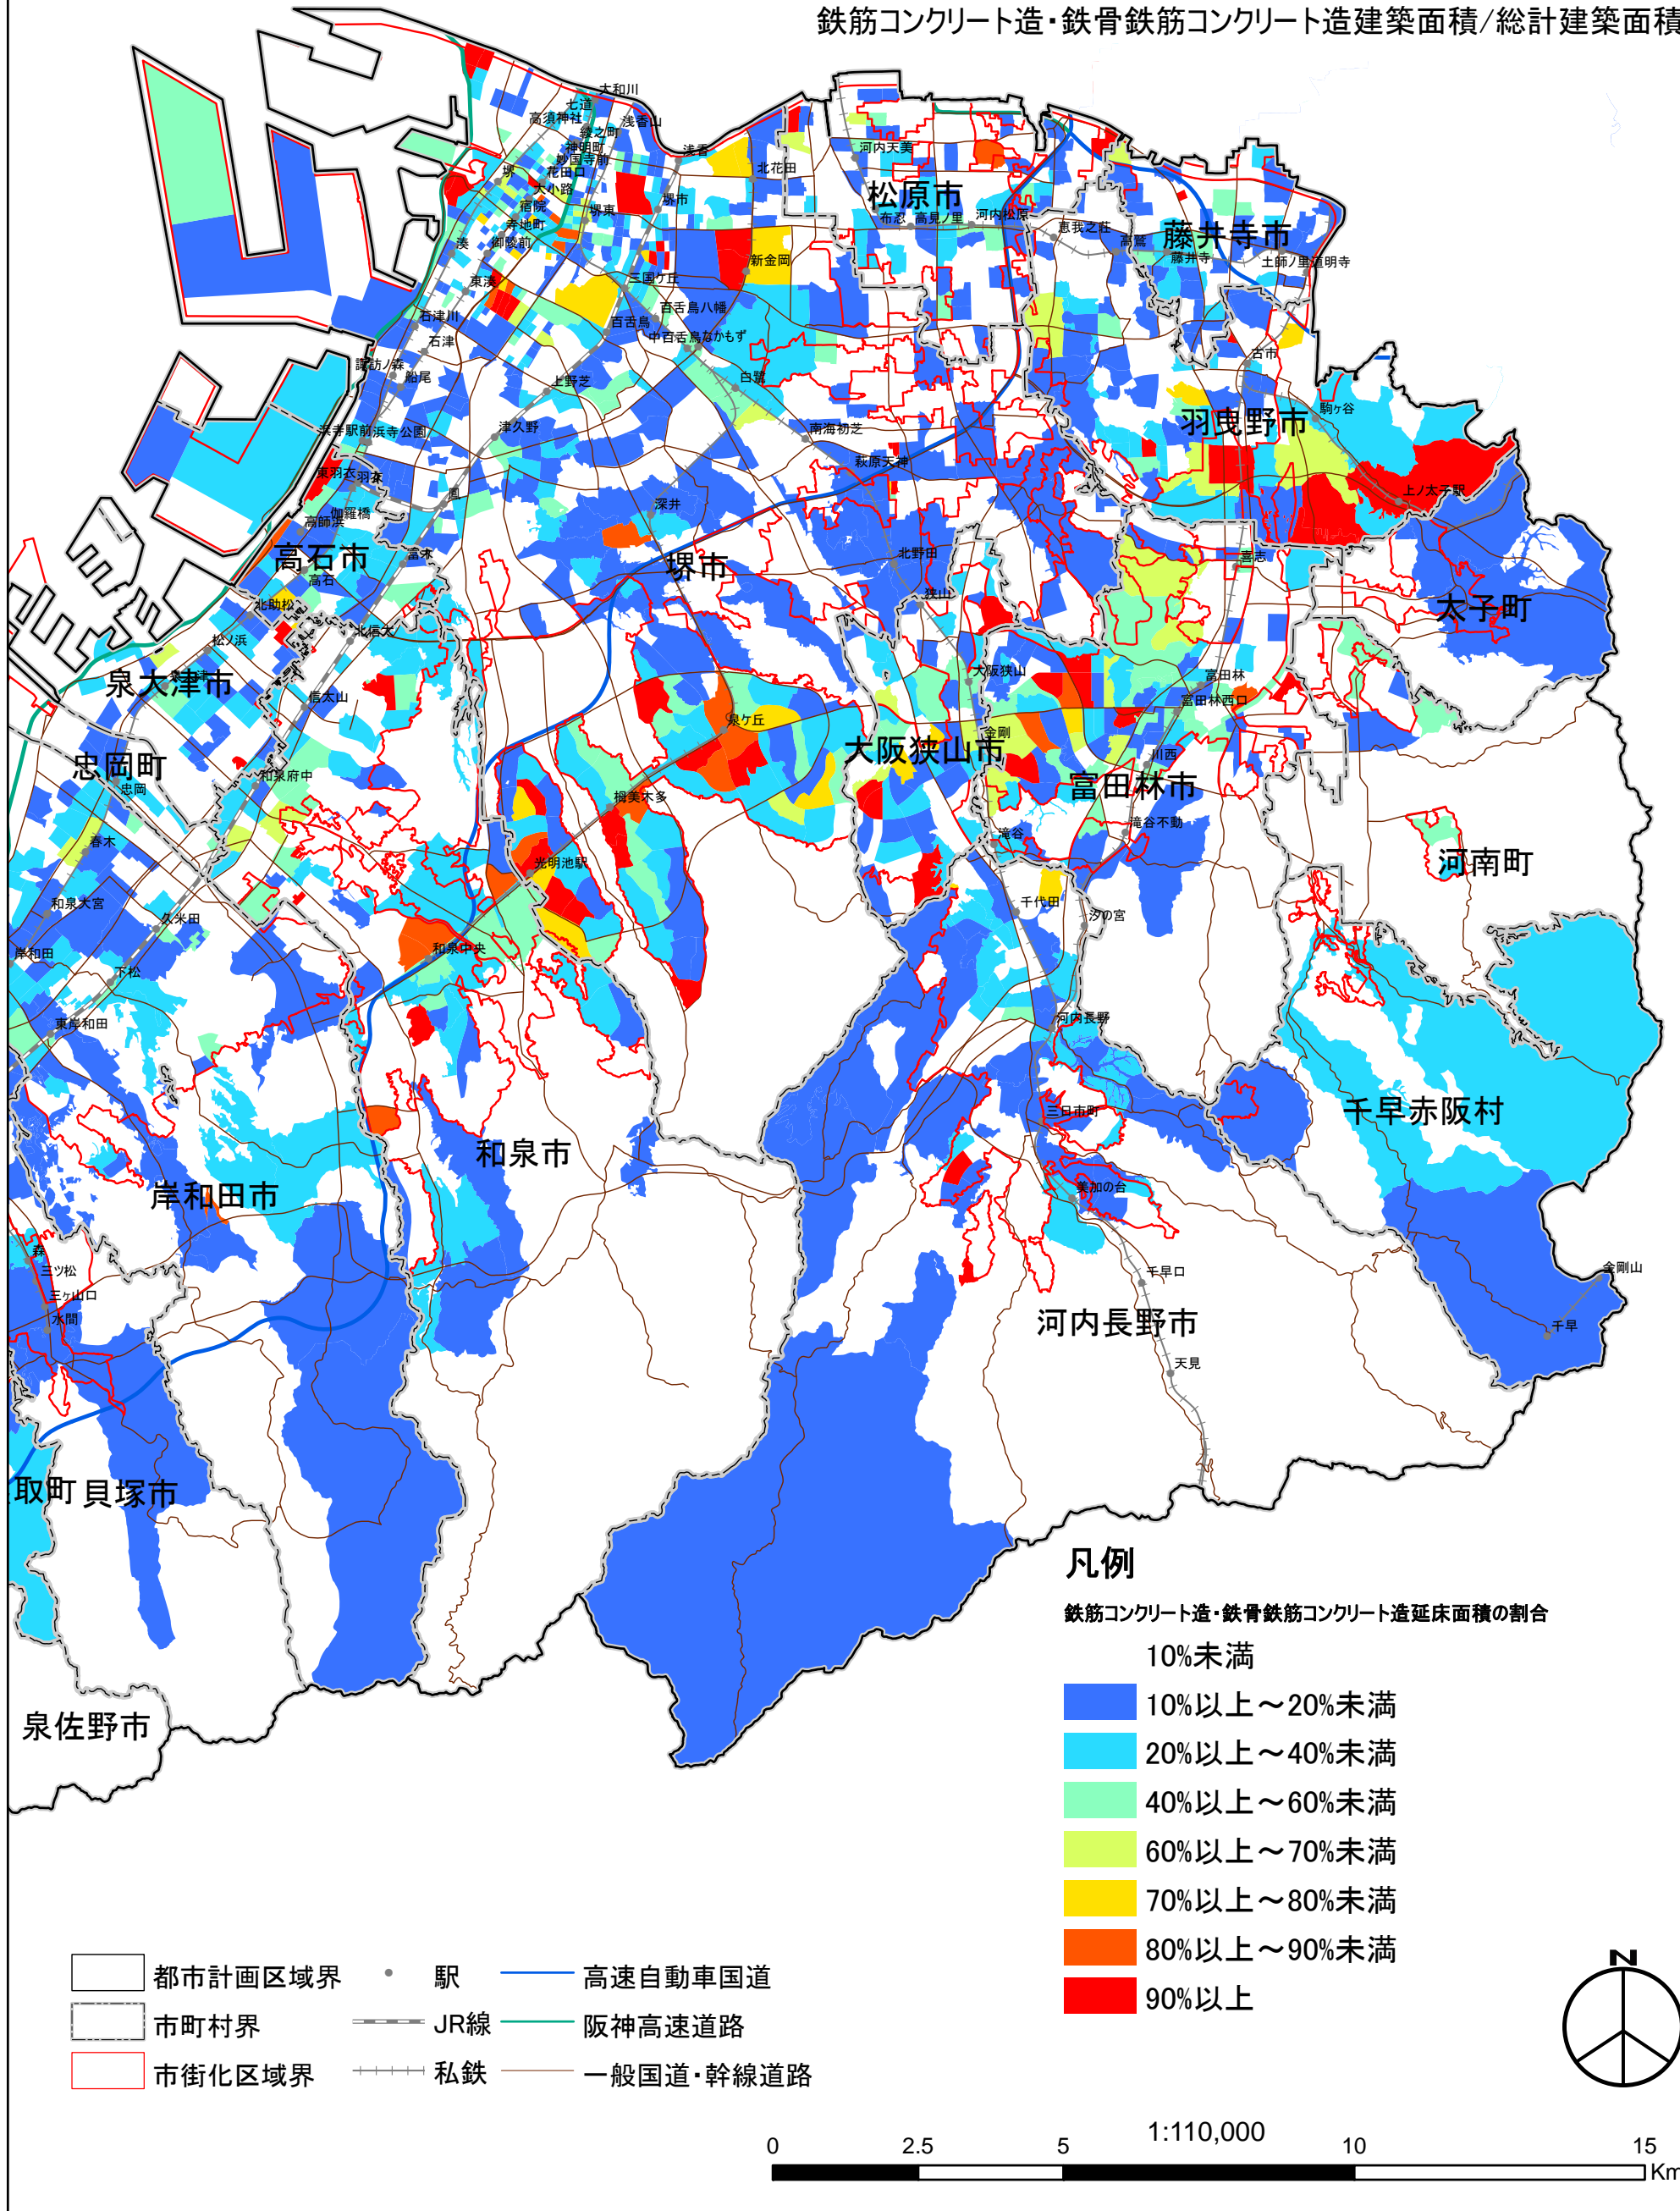 鉄筋コンクリート造・鉄骨鉄筋コンクリート造建築面積/総計建築面積
大和川
七道
高須神社
浅香山
綾之町
神明町
妙国寺前
浅香
河内天美
堺
花田口
北花田
大小路
松原市
宿院
堺東
堺市
布忍
高見ノ里
河内松原
寺地町
恵我之荘
藤井寺市
湊
御陵前
高鷲
藤井寺
土師ノ里
道明寺
新金岡
東湊
三国ケ丘
百舌鳥八幡
石津川
百舌鳥
中百舌鳥
なかもず
石津
古市
諏訪ノ森
船尾
上野芝
白鷺
駒ヶ谷
羽曳野市
浜寺駅前
浜寺公園
津久野
南海初芝
萩原天神
東羽衣
羽衣
鳳
深井
上ノ太子駅
伽羅橋
高師浜
高石市
富木
堺市
北野田
喜志
高石
狭山
太子町
北助松
松ノ浜
北信太
大阪狭山
富田林
泉大津市
信太山
富田林西口
泉ケ丘
金剛
大阪狭山市
川西
忠岡町
和泉府中
富田林市
忠岡
栂美木多
滝谷不動
春木
滝谷
光明池駅
河南町
和泉大宮
千代田
汐の宮
久米田
岸和田
和泉中央
下松
東岸和田
河内長野
三日市町
千早赤阪村
和泉市
岸和田市
美加の台
森
三ツ松
千早口
金剛山
三ヶ山口
水間
河内長野市
千早
天見
取町
貝塚市
泉佐野市
凡例
鉄筋コンクリート造・鉄骨鉄筋コンクリート造延床面積の割合
10%未満
10%以上～20%未満
20%以上～40%未満
40%以上～60%未満
60%以上～70%未満
70%以上～80%未満
80%以上～90%未満
90%以上
都市計画区域界
駅
高速自動車国道
市町村界
JR線
阪神高速道路
市街化区域界
私鉄
一般国道・幹線道路
N
1:110,000
0
2.5
5
10
15
Km